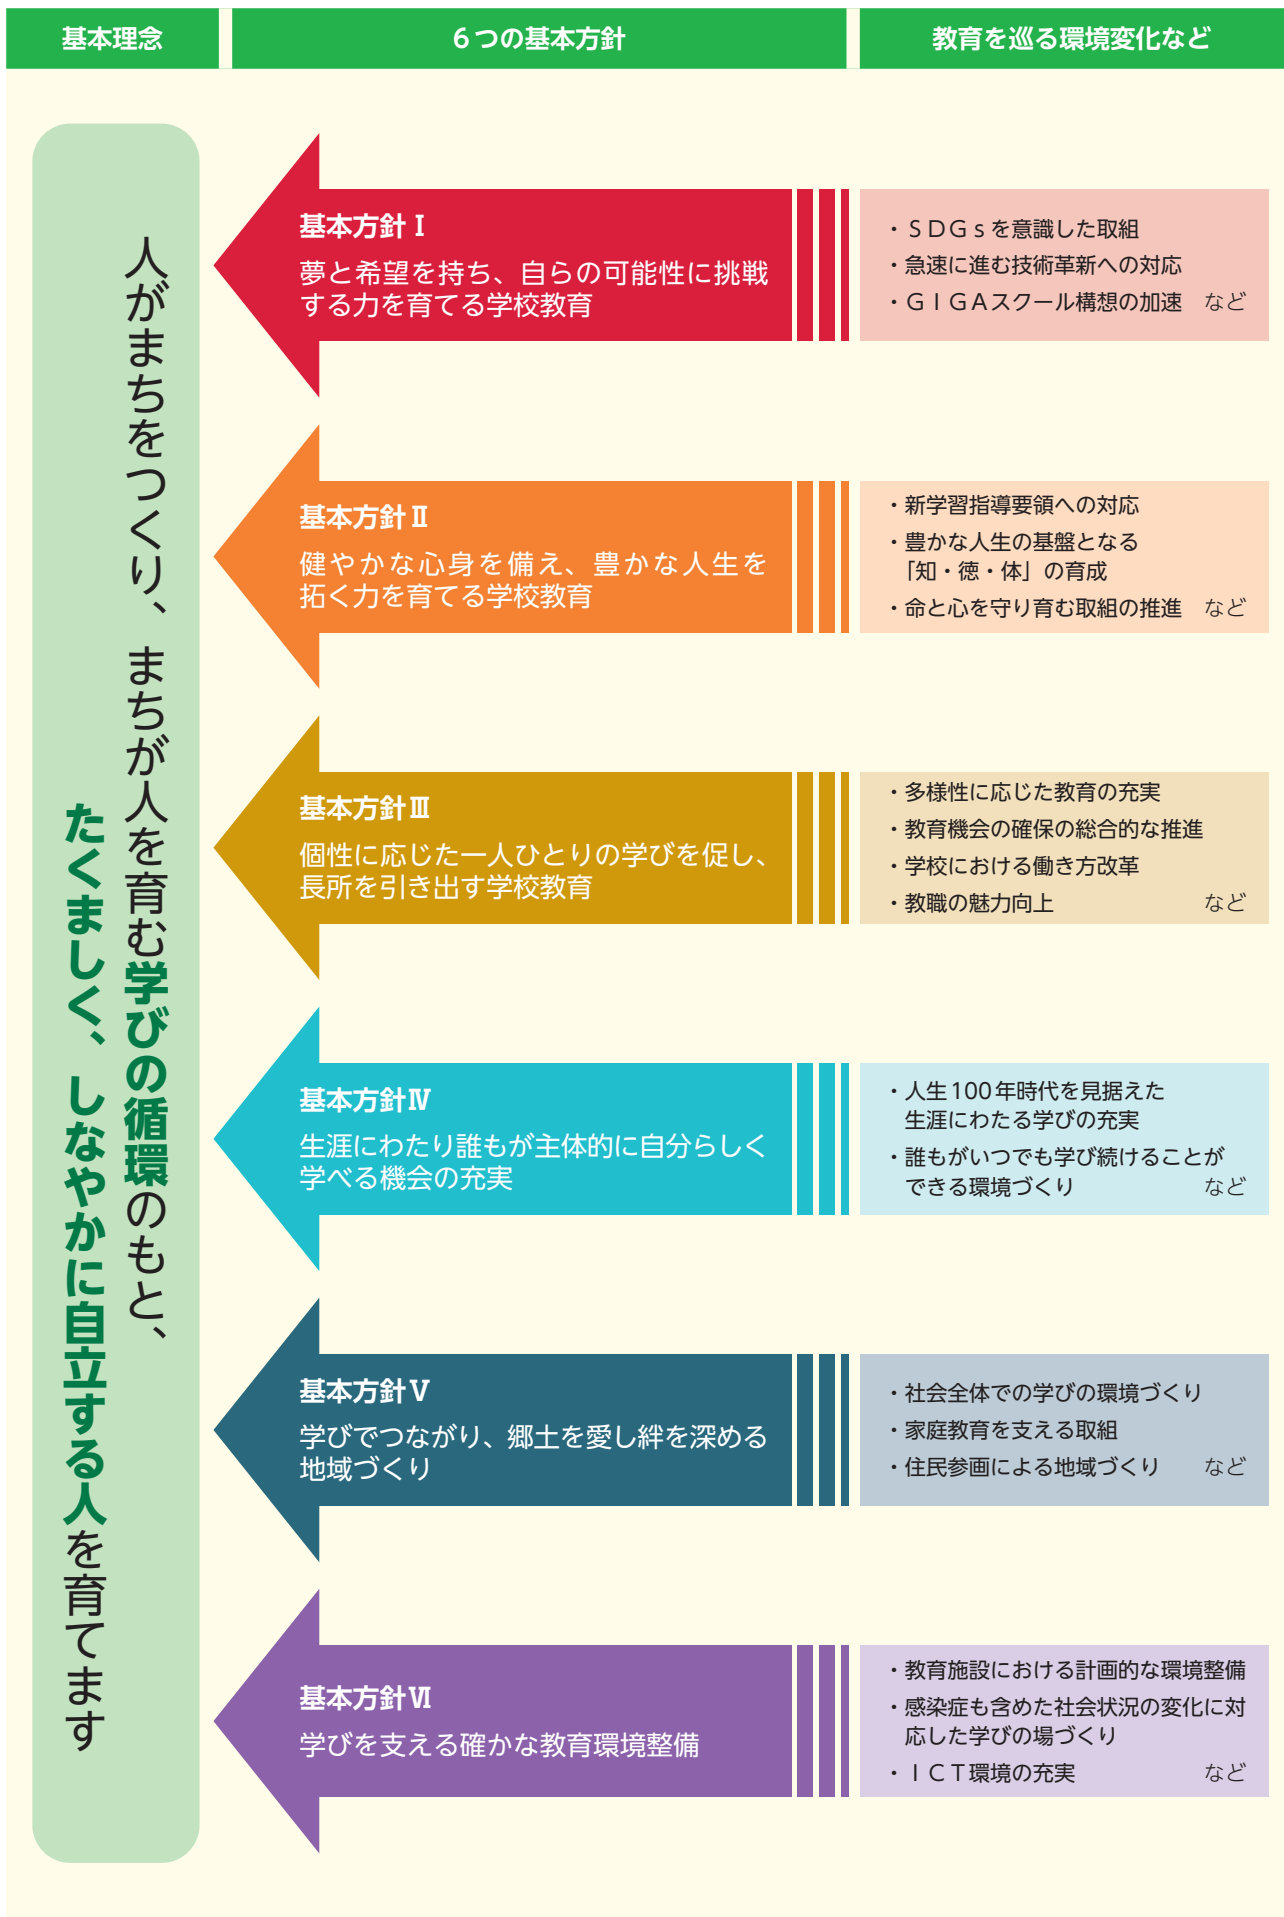 基本理念
６つの基本方針
教育を巡る環境変化など
人がまちをつくり、まちが人を育む学びの循環のもと、
たくましく、しなやかに自立する人を育てます
基本方針Ⅰ
夢と希望を持ち、自らの可能性に挑戦
する力を育てる学校教育
・ＳＤＧｓを意識した取組
・急速に進む技術革新への対応
・ＧＩＧＡスクール構想の加速　など
基本方針Ⅱ
健やかな心身を備え、豊かな人生を
拓く力を育てる学校教育
・新学習指導要領への対応
・豊かな人生の基盤となる
「知・徳・体」の育成
・命と心を守り育む取組の推進　など
基本方針Ⅲ
個性に応じた一人ひとりの学びを促し、
長所を引き出す学校教育
・多様性に応じた教育の充実
・教育機会の確保の総合的な推進
・学校における働き方改革
・教職の魅力向上　など
基本方針Ⅳ
生涯にわたり誰もが主体的に自分らしく
学べる機会の充実
・人生100年時代を見据えた
生涯にわたる学びの充実
・誰もがいつでも学び続けることが
できる環境づくり　など
基本方針Ⅴ
学びでつながり、郷土を愛し絆を深める
地域づくり
・社会全体での学びの環境づくり
・家庭教育を支える取組
・住民参画による地域づくり　など
基本方針Ⅵ
学びを支える確かな教育環境整備
・教育施設における計画的な環境整備
・感染症も含めた社会状況の変化に対
応した学びの場づくり
・ＩＣＴ環境の充実　など